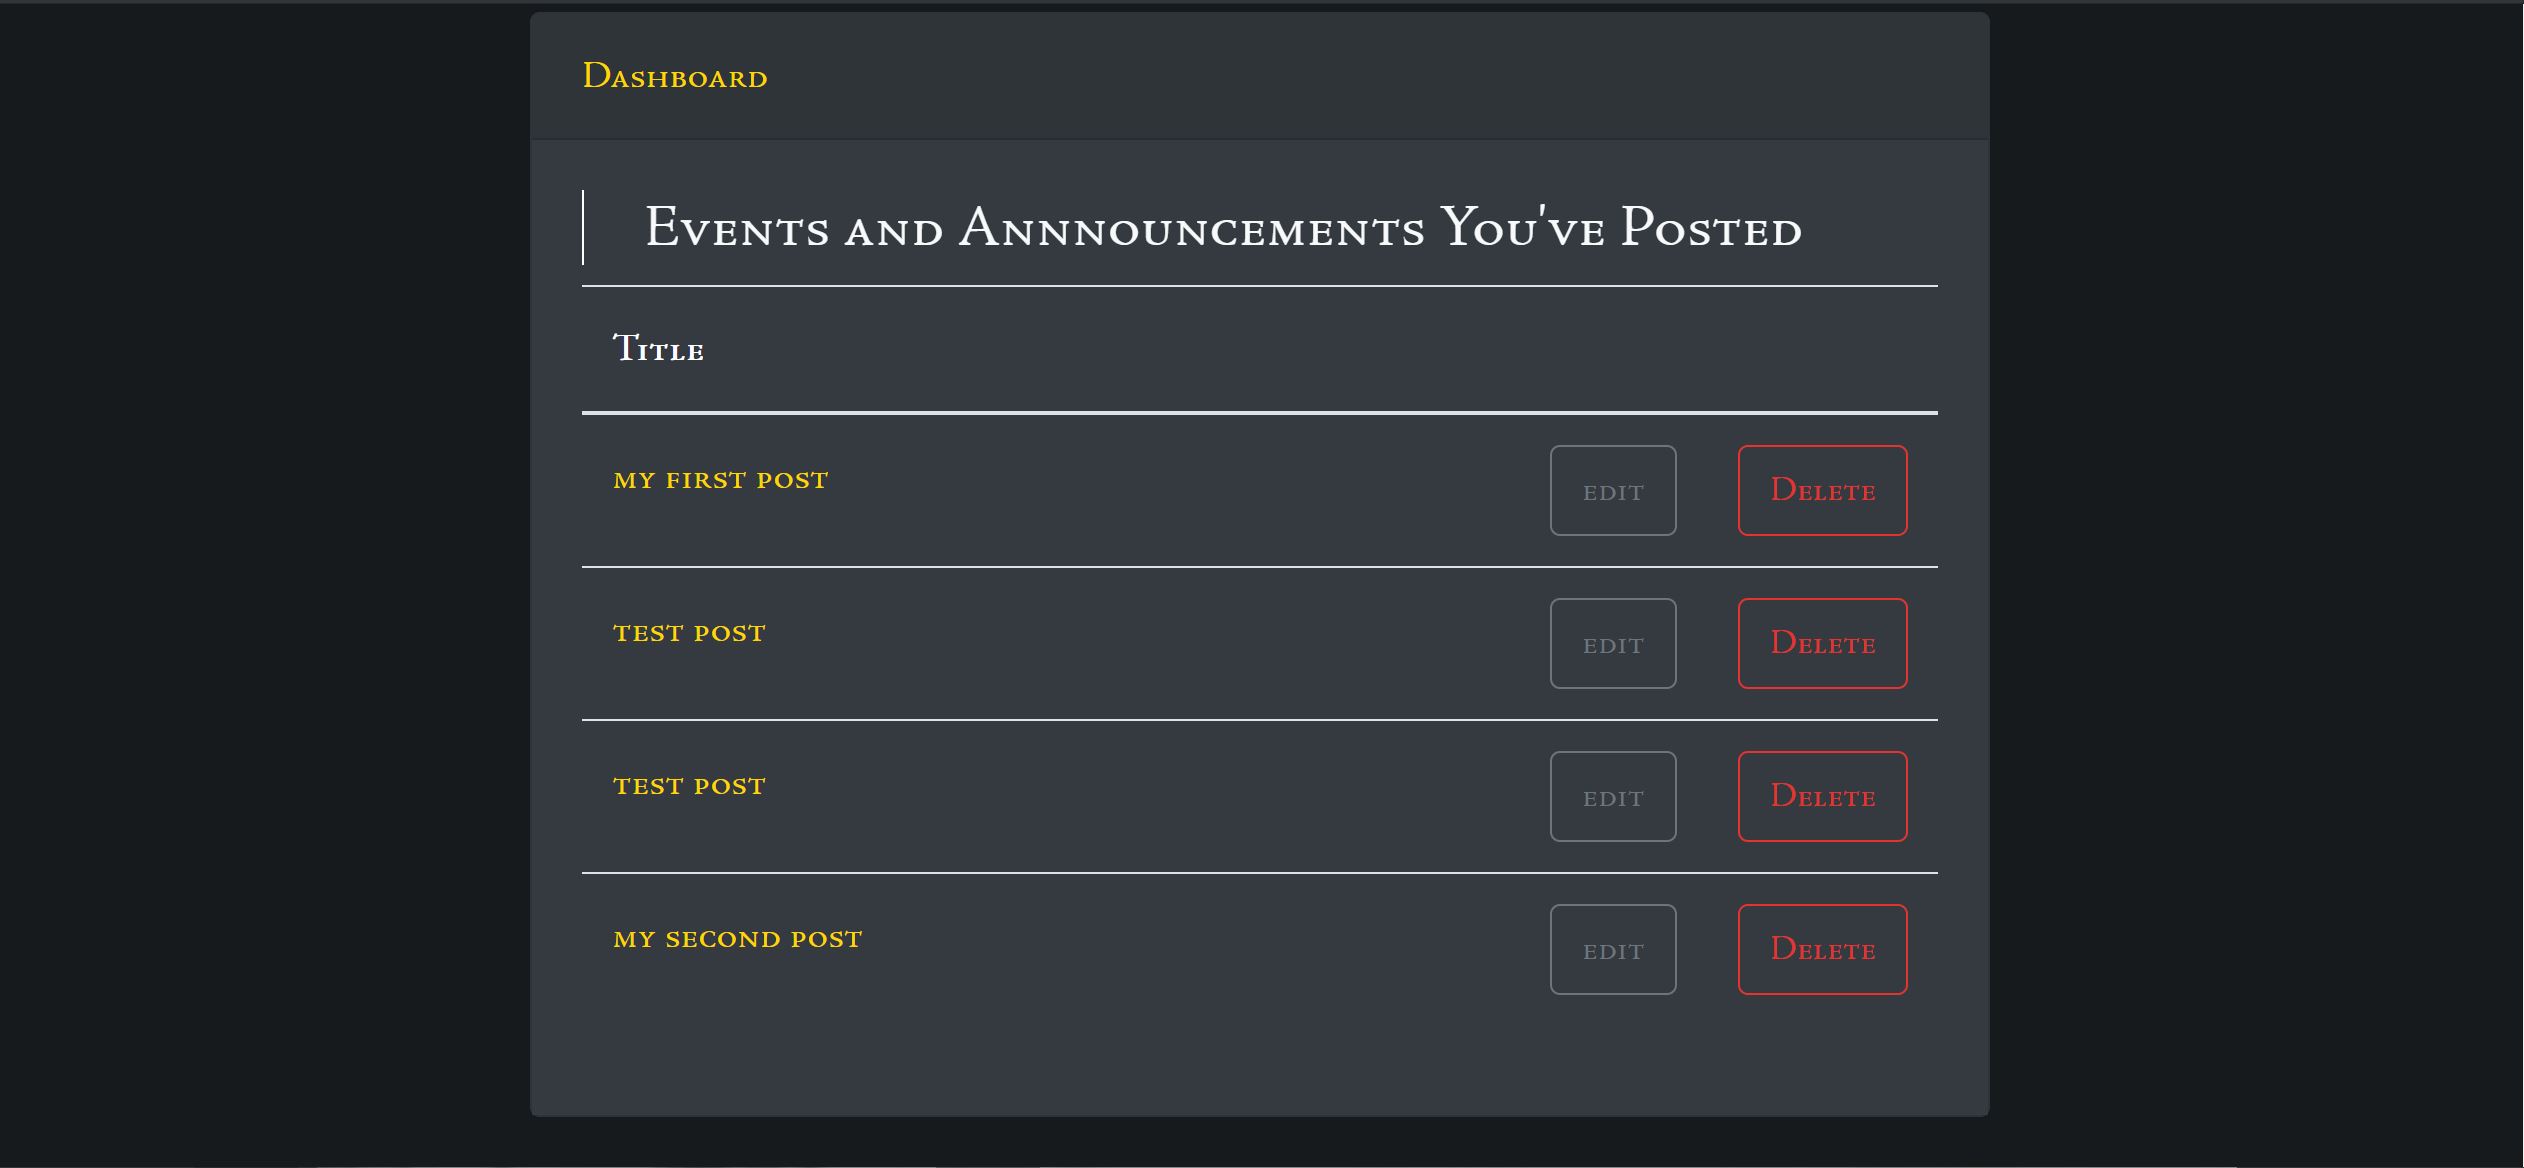 Dashboard
Events and Annnouncements You've Posted
Title
my first post
edit
Delete
test post
edit
Delete
test post
edit
Delete
my second post
edit
Delete